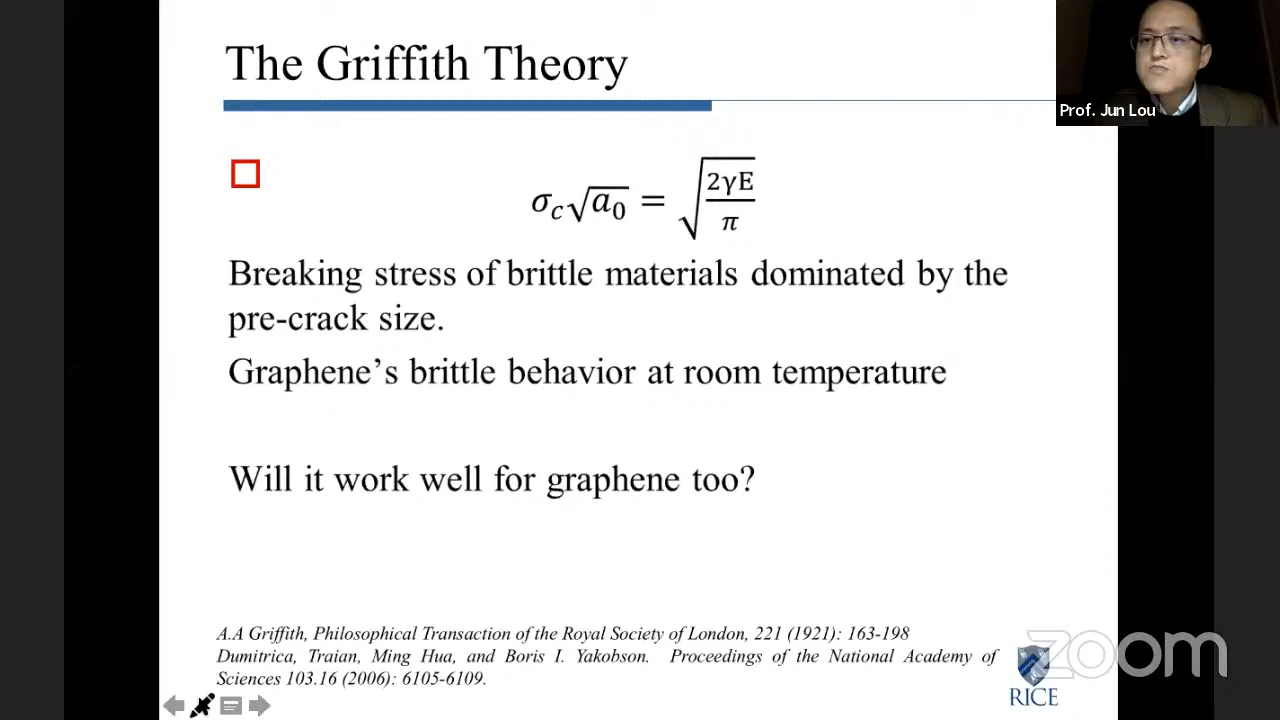 The Griffith Theory
Prof. Jun Lou
σ_c√a₀ = √(2γE/π)
Breaking stress of brittle materials dominated by the
pre-crack size.
Graphene’s brittle behavior at room temperature
Will it work well for graphene too?
A.A Griffith, Philosophical Transaction of the Royal Society of London, 221 (1921): 163-198
Dumitrica, Traian, Ming Hua, and Boris I. Yakobson. Proceedings of the National Academy of
Sciences 103.16 (2006): 6105-6109.
RICE
zoom